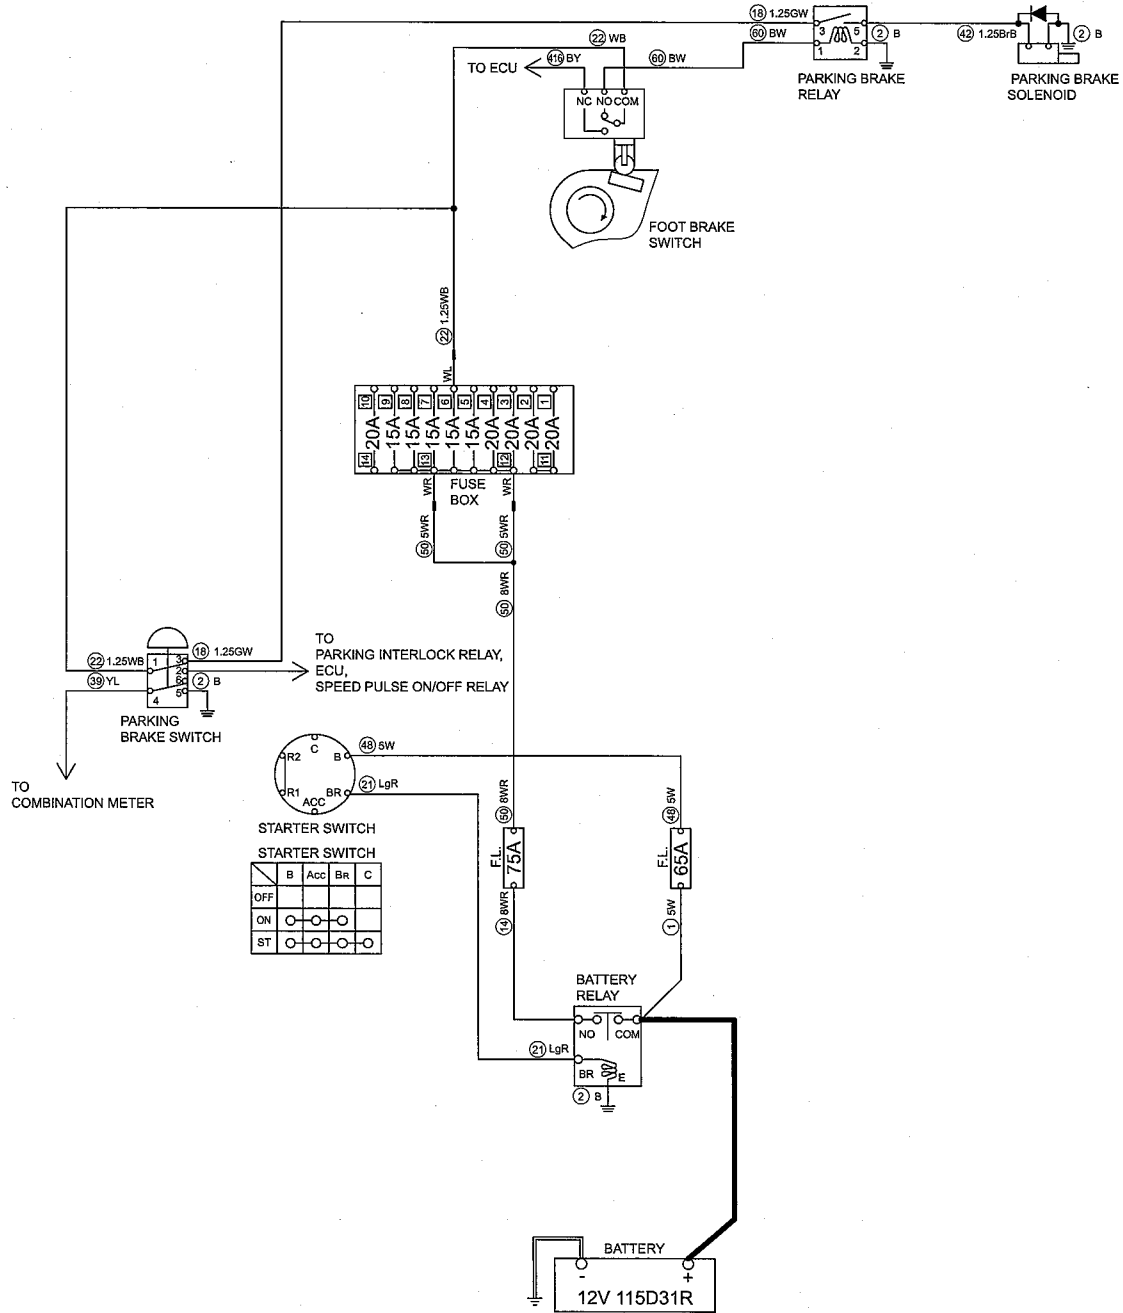 18 1.25GW
60 BW
3 5
1 2
2 B
42 1.25BrB
2 B
PARKING BRAKE
RELAY
PARKING BRAKE
SOLENOID
22 WB
TO ECU
416 BY
60 BW
NC NO COM
FOOT BRAKE
SWITCH
22 1.25WB
WL
10 9 8 7 6 5 4 3 2 1
20A 15A 15A 15A 15A 15A 20A 20A 20A 20A
14 13 12 11
WR
FUSE
BOX
WR
50 5WR
50 5WR
50 8WR
22 1.25WB
39 YL
1 3
2
6
4 5
18 1.25GW
2 B
TO
PARKING INTERLOCK RELAY,
ECU,
SPEED PULSE ON/OFF RELAY
PARKING
BRAKE SWITCH
TO
COMBINATION METER
C
R2 B
R1 BR
ACC
48 5W
21 LgR
STARTER SWITCH
STARTER SWITCH
B ACC BR C
OFF
ON
ST
50 8WR
F.L.
75A
14 8WR
48 5W
F.L.
65A
1 5W
BATTERY
RELAY
NO COM
21 LgR
BR E
2 B
BATTERY
- +
12V 115D31R